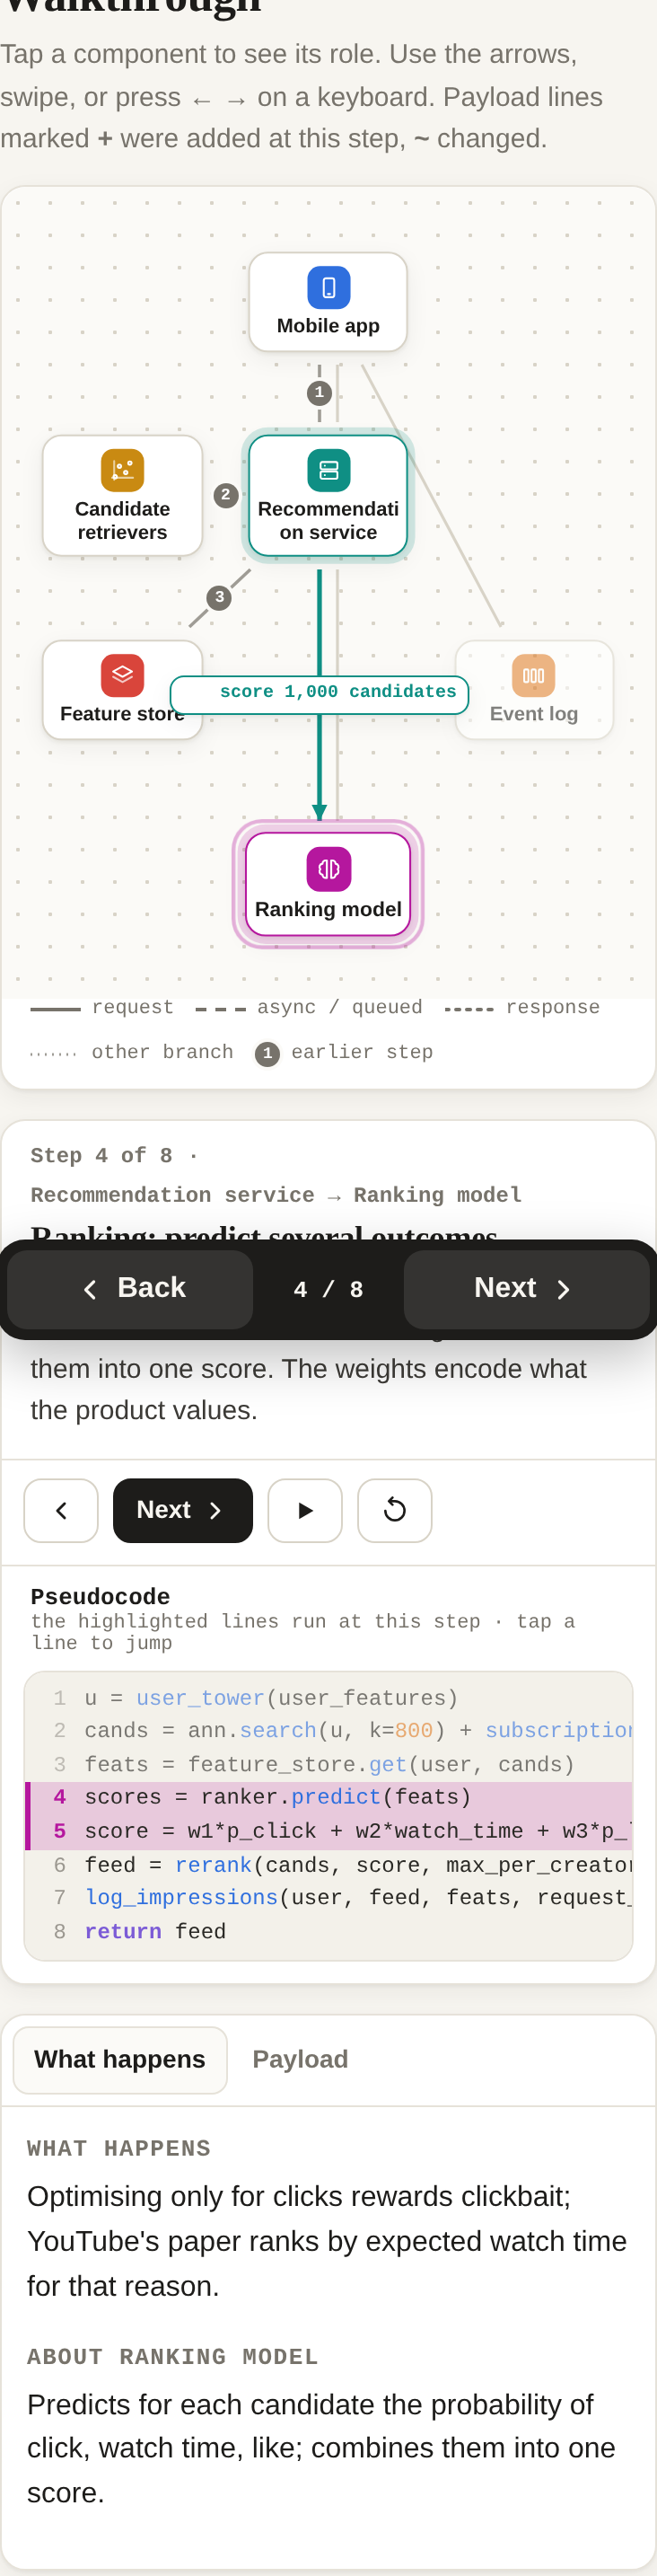 Walkthrough
Tap a component to see its role. Use the arrows,
swipe, or press ← → on a keyboard. Payload lines
marked + were added at this step, ~ changed.
Mobile app
1
Candidate
retrievers
2
Recommendati
on service
3
Feature store
score 1,000 candidates
Event log
Ranking model
request
async / queued
response
other branch
1 earlier step
Step 4 of 8 ·
Recommendation service → Ranking model
Ranking: predict several outcomes
Back
4 / 8
Next
them into one score. The weights encode what
the product values.
Next
Pseudocode
the highlighted lines run at this step · tap a
line to jump
1 u = user_tower(user_features)
2 cands = ann.search(u, k=800) + subscription
3 feats = feature_store.get(user, cands)
4 scores = ranker.predict(feats)
5 score = w1*p_click + w2*watch_time + w3*p_
6 feed = rerank(cands, score, max_per_creator
7 log_impressions(user, feed, feats, request_
8 return feed
What happens
Payload
WHAT HAPPENS
Optimising only for clicks rewards clickbait;
YouTube's paper ranks by expected watch time
for that reason.
ABOUT RANKING MODEL
Predicts for each candidate the probability of
click, watch time, like; combines them into one
score.